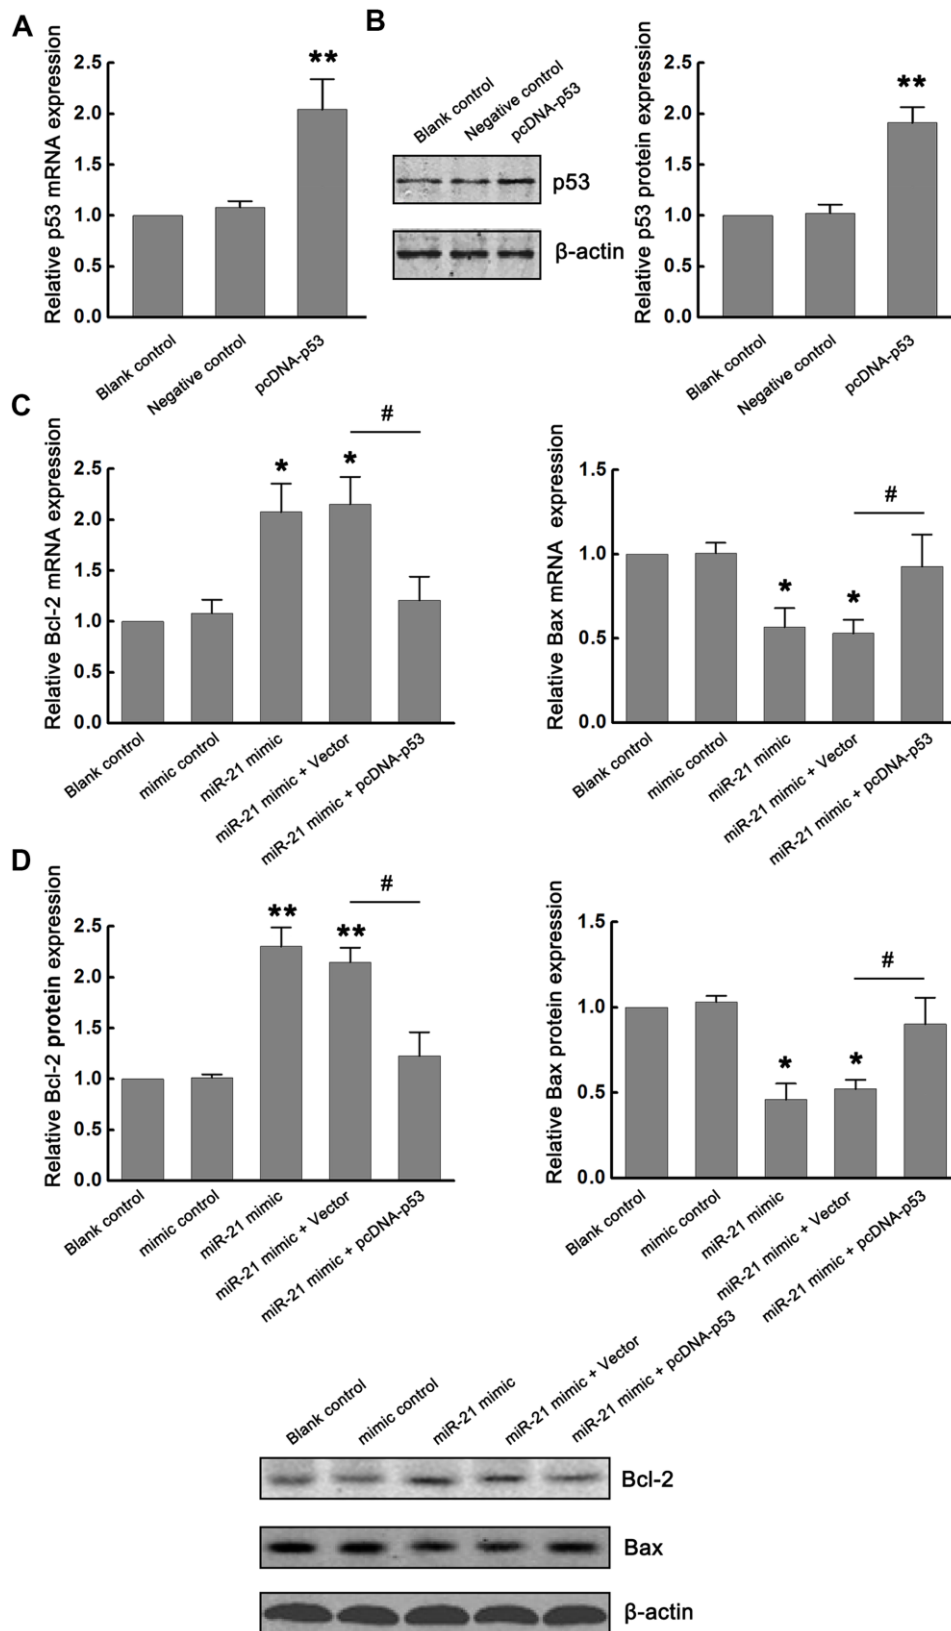 A
Relative p53 mRNA expression
2.5
2.0
1.5
1.0
0.5
0.0
**
Blank control
Negative control
pcDNA-p53
B
Blank control
Negative control
pcDNA-p53
p53
β-actin
Relative p53 protein expression
2.5
2.0
1.5
1.0
0.5
0.0
**
Blank control
Negative control
pcDNA-p53
C
Relative Bcl-2 mRNA expression
2.5
2.0
1.5
1.0
0.5
0.0
*
*
#
Blank control
mimic control
miR-21 mimic
miR-21 mimic + Vector
miR-21 mimic + pcDNA-p53
Relative Bax mRNA expression
1.5
1.0
0.5
0.0
*
*
#
Blank control
mimic control
miR-21 mimic
miR-21 mimic + Vector
miR-21 mimic + pcDNA-p53
D
Relative Bcl-2 protein expression
2.5
2.0
1.5
1.0
0.5
0.0
**
**
#
Blank control
mimic control
miR-21 mimic
miR-21 mimic + Vector
miR-21 mimic + pcDNA-p53
Relative Bax protein expression
1.5
1.0
0.5
0.0
*
*
#
Blank control
mimic control
miR-21 mimic
miR-21 mimic + Vector
miR-21 mimic + pcDNA-p53
Blank control
mimic control
miR-21 mimic
miR-21 mimic + Vector
miR-21 mimic + pcDNA-p53
Bcl-2
Bax
β-actin